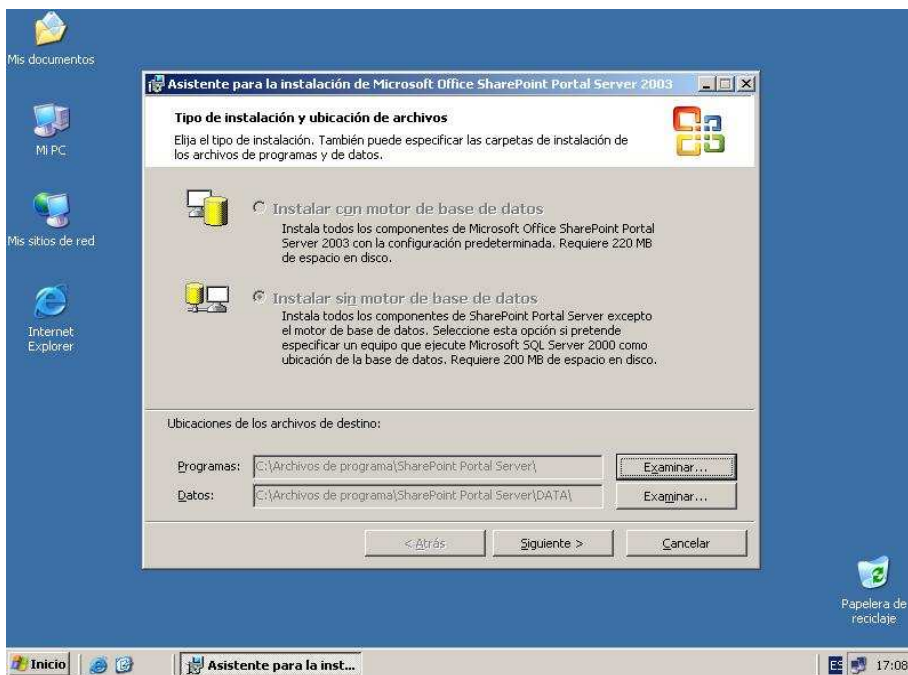 Mis documentos
Mi PC
Mis sitios de red
Internet
Explorer
Asistente para la instalación de Microsoft Office SharePoint Portal Server 2003
Tipo de instalación y ubicación de archivos
Elija el tipo de instalación. También puede especificar las carpetas de instalación de
los archivos de programas y de datos.
Instalar con motor de base de datos
Instala todos los componentes de Microsoft Office SharePoint Portal
Server 2003 con la configuración predeterminada. Requiere 220 MB
de espacio en disco.
Instalar sin motor de base de datos
Instala todos los componentes de SharePoint Portal Server excepto
el motor de base de datos. Seleccione esta opción si pretende
especificar un equipo que ejecute Microsoft SQL Server 2000 como
ubicación de la base de datos. Requiere 200 MB de espacio en disco.
Ubicaciones de los archivos de destino:
Programas: C:\Archivos de programa\SharePoint Portal Server\ Examinar...
Datos: C:\Archivos de programa\SharePoint Portal Server\DATA\ Examinar...
< Atrás Siguiente > Cancelar
Papelera de
reciclaje
Inicio Asistente para la inst... ES 17:08